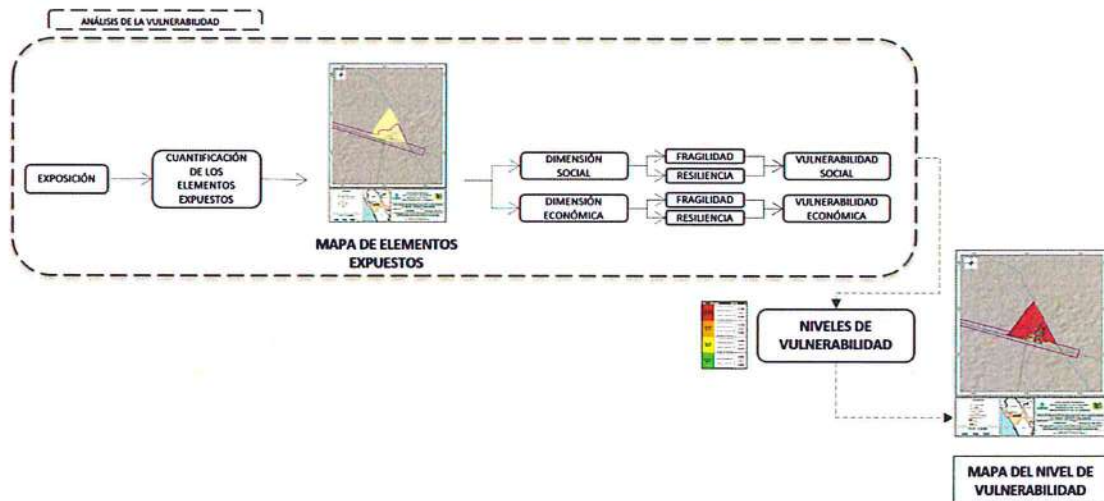 ANÁLISIS DE LA VULNERABILIDAD
EXPOSICIÓN
CUANTIFICACIÓN
DE LOS
ELEMENTOS
EXPUESTOS
MAPA DE ELEMENTOS
EXPUESTOS
DIMENSIÓN
SOCIAL
FRAGILIDAD
RESILIENCIA
VULNERABILIDAD
SOCIAL
DIMENSIÓN
ECONÓMICA
FRAGILIDAD
RESILIENCIA
VULNERABILIDAD
ECONÓMICA
NIVELES DE
VULNERABILIDAD
MAPA DEL NIVEL DE
VULNERABILIDAD